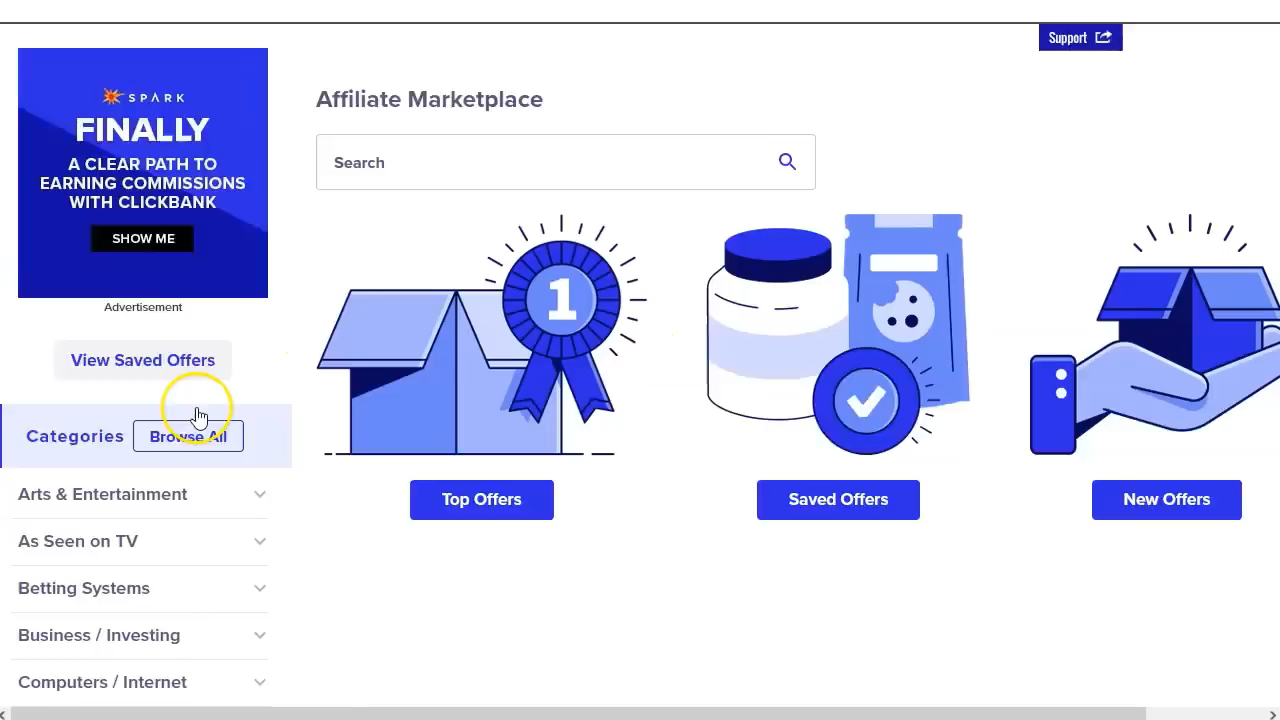 Support
SPARK
FINALLY
A CLEAR PATH TO
EARNING COMMISSIONS
WITH CLICKBANK
SHOW ME
Advertisement
View Saved Offers
Categories
Browse All
Arts & Entertainment
As Seen on TV
Betting Systems
Business / Investing
Computers / Internet
Affiliate Marketplace
Search
1
Top Offers
Saved Offers
New Offers